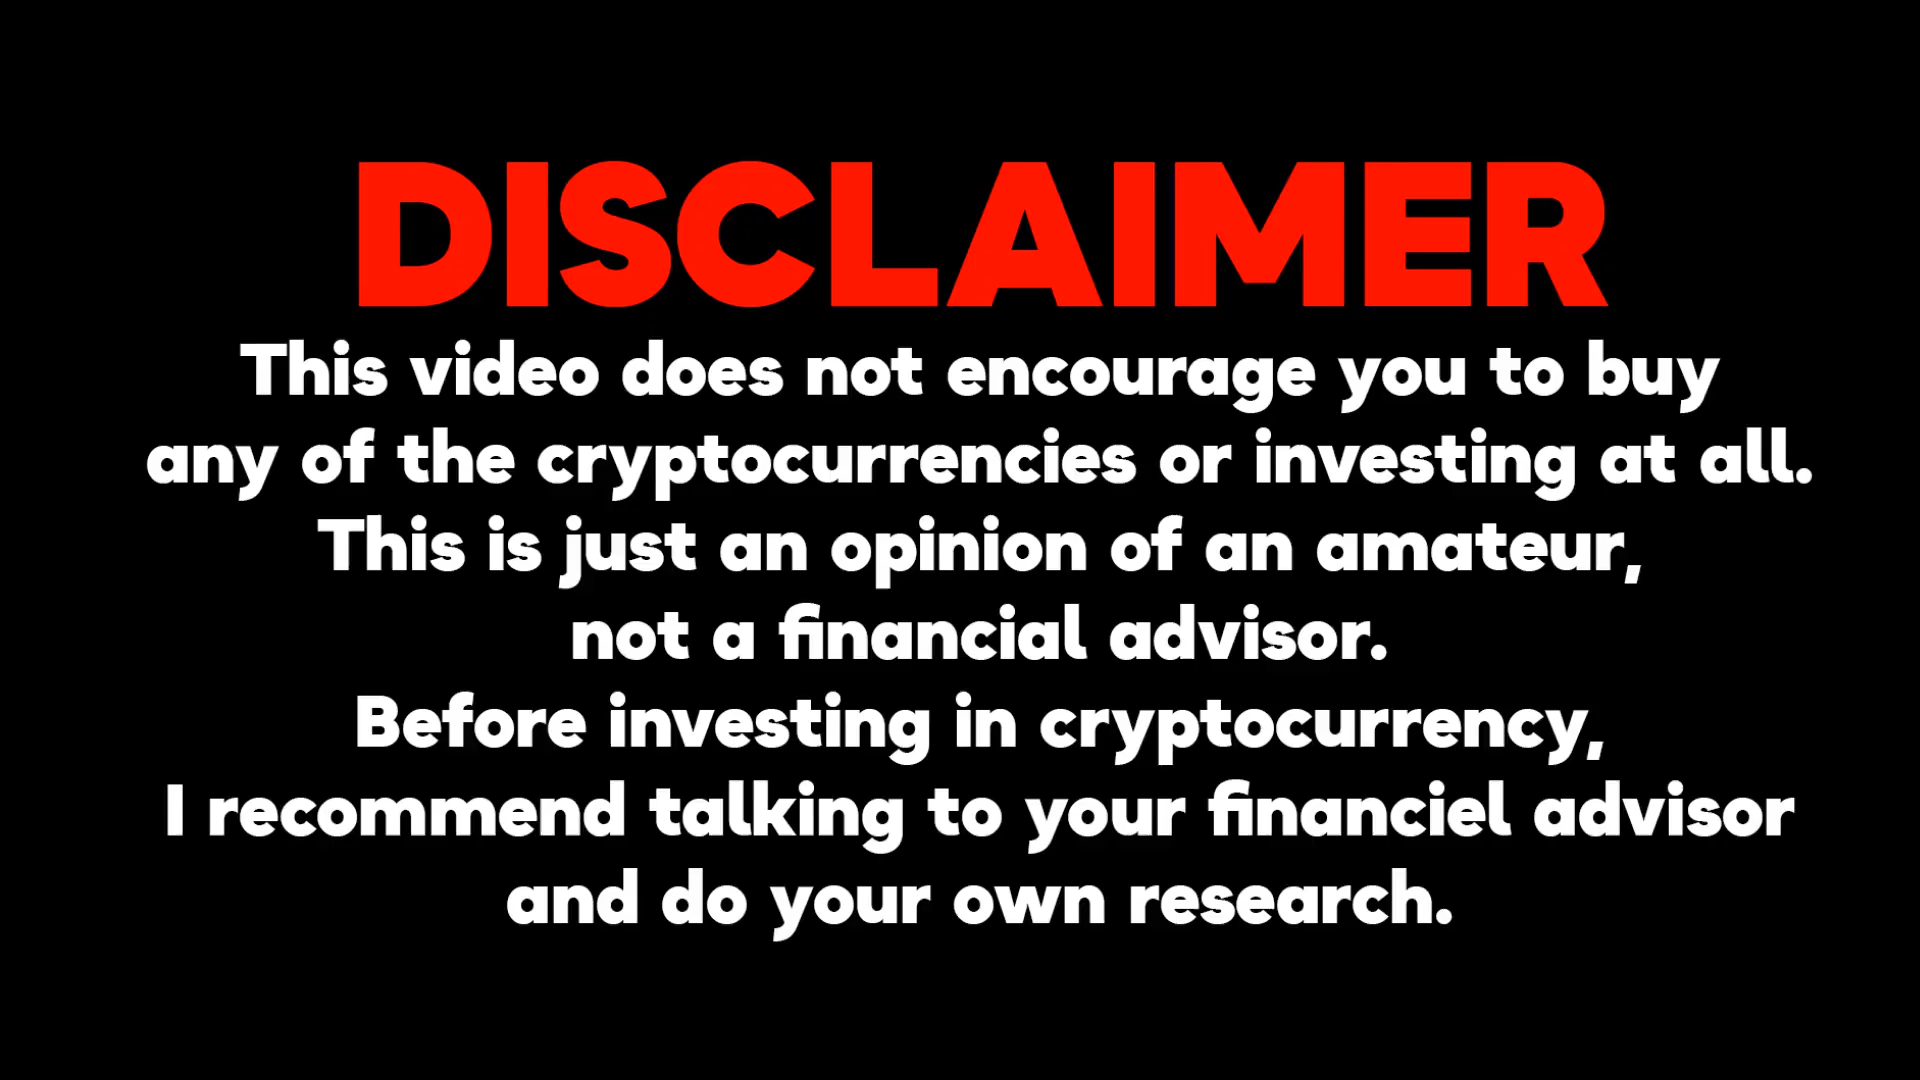 DISCLAIMER
This video does not encourage you to buy
any of the cryptocurrencies or investing at all.
This is just an opinion of an amateur,
not a financial advisor.
Before investing in cryptocurrency,
I recommend talking to your financiel advisor
and do your own research.